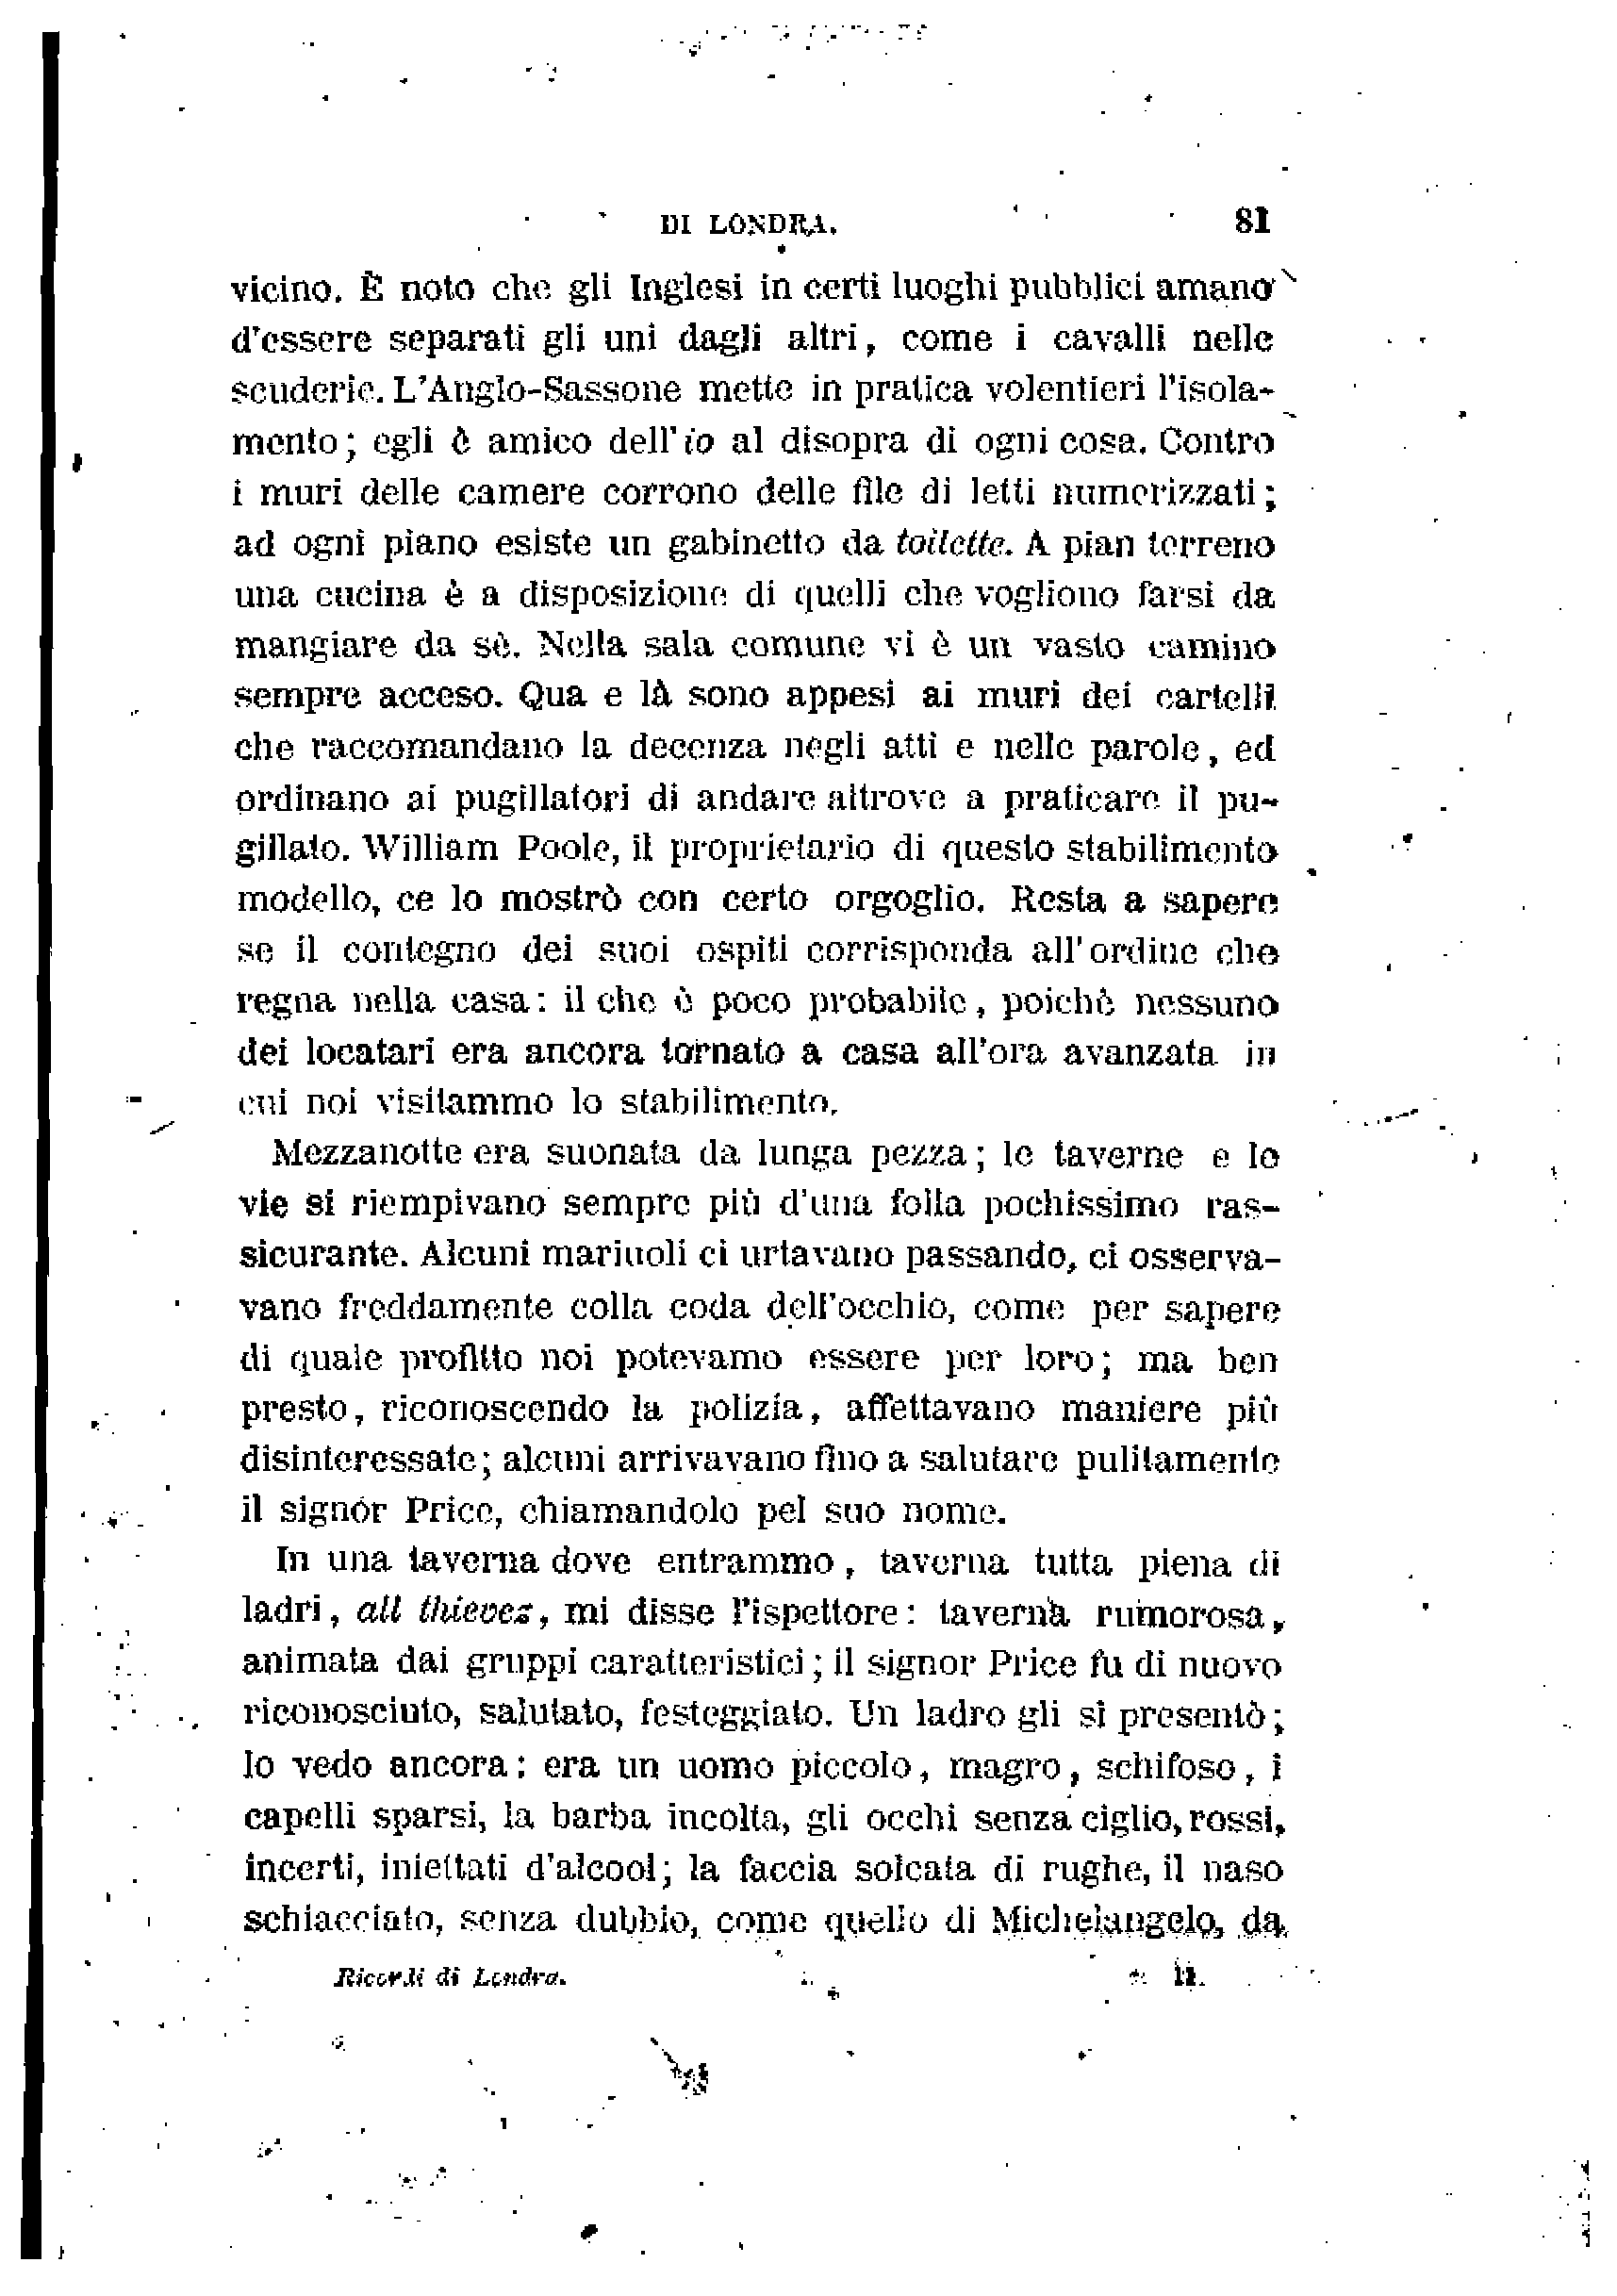 DI LONDRA. 81
vicino. È noto che gli Inglesi in certi luoghi pubblici amano
d'essere separati gli uni dagli altri, come i cavalli nelle
scuderie. L'Anglo-Sassone mette in pratica volentieri l'isola-
mento; egli è amico dell'io al disopra di ogni cosa. Contro
i muri delle camere corrono delle file di letti numerizzati;
ad ogni piano esiste un gabinetto da toilette. A pian terreno
una cucina è a disposizione di quelli che vogliono farsi da
mangiare da sè. Nella sala comune vi è un vasto camino
sempre acceso. Qua e là sono appesi ai muri dei cartelli
che raccomandano la decenza negli atti e nelle parole, ed
ordinano ai pugillatori di andare altrove a praticare il pu-
gillato. William Poole, il proprietario di questo stabilimento
modello, ce lo mostrò con certo orgoglio. Resta a sapere
se il contegno dei suoi ospiti corrisponda all'ordine che
regna nella casa: il che è poco probabile, poichè nessuno
dei locatari era ancora tornato a casa all'ora avanzata in
cui noi visitammo lo stabilimento.
Mezzanotte era suonata da lunga pezza; le taverne e le
vie si riempivano sempre più d'una folla pochissimo ras-
sicurante. Alcuni mariuoli ci urtavano passando, ci osserva-
vano freddamente colla coda dell'occhio, come per sapere
di quale profitto noi potevamo essere per loro; ma ben
presto, riconoscendo la polizia, affettavano maniere più
disinteressate; alcuni arrivavano fino a salutare pulitamente
il signor Price, chiamandolo pel suo nome.
In una taverna dove entrammo, taverna tutta piena di
ladri, all thieves, mi disse l'ispettore: taverna rumorosa,
animata dai gruppi caratteristici; il signor Price fu di nuovo
riconosciuto, salutato, festeggiato. Un ladro gli si presentò;
lo vedo ancora: era un uomo piccolo, magro, schifoso, i
capelli sparsi, la barba incolta, gli occhi senza ciglio, rossi,
incerti, iniettati d'alcool; la faccia solcata di rughe, il naso
schiacciato, senza dubbio, come quello di Michelangelo, da
Ricordi di Londra. 11.